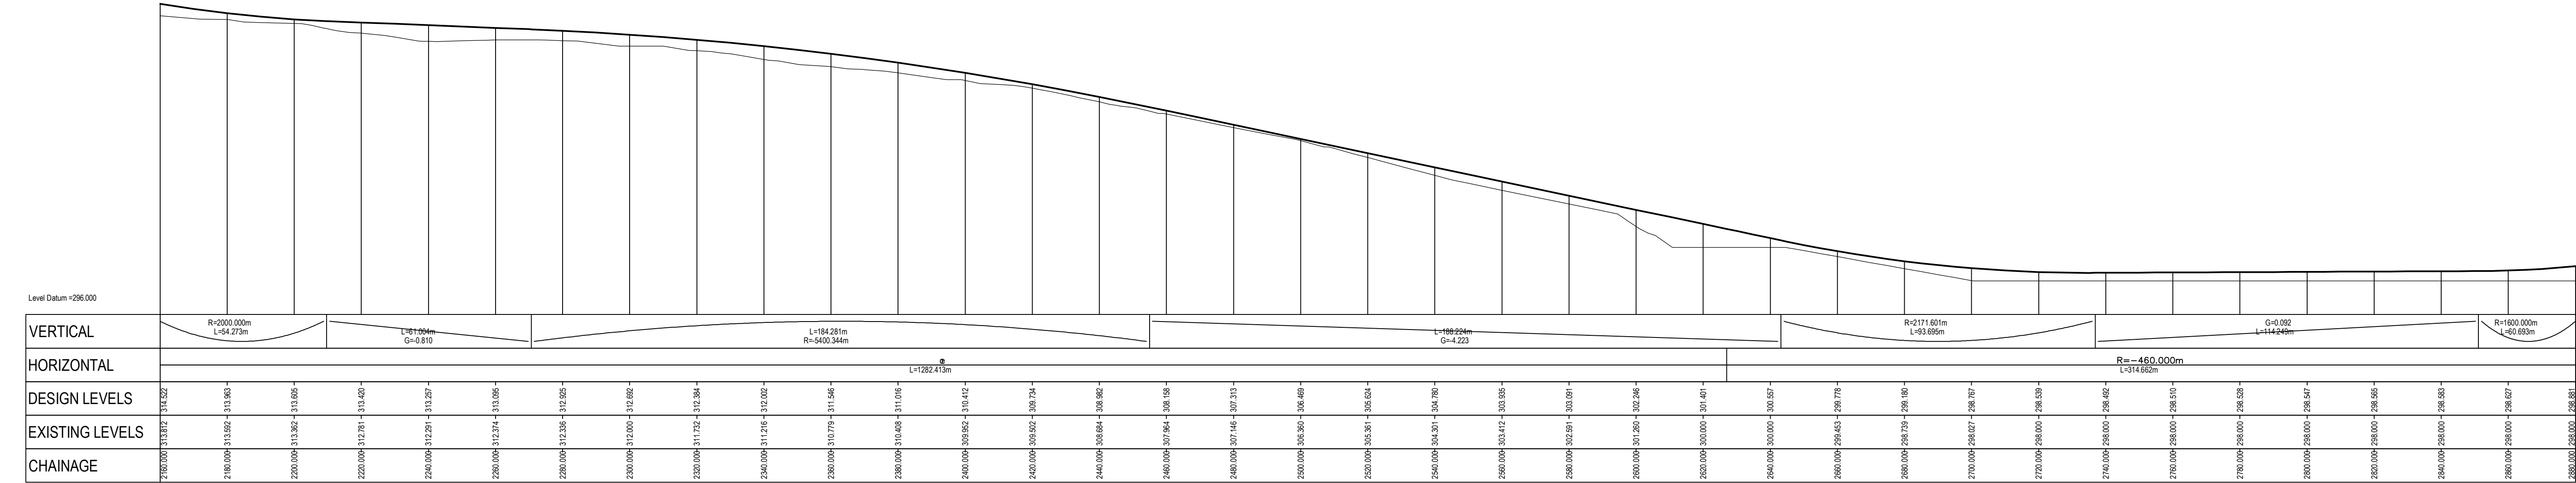 Level Datum =296.000
VERTICAL
R=2000.000m
L=54.273m
L=61.004m
G=-0.810
L=184.281m
R=-5400.344m
L=188.224m
G=-4.223
R=2171.601m
L=93.695m
G=0.092
L=114.249m
R=1600.000m
L=60.693m
HORIZONTAL
L=1282.413m
R=-460.000m
L=314.662m
DESIGN LEVELS
314.522 313.963 313.605 313.420 313.257 313.095 312.925 312.692 312.384 312.002 311.546 311.016 310.412 309.734 308.982 308.158 307.313 306.469 305.624 304.780 303.935 303.091 302.246 301.401 300.557 299.778 299.180 298.767 298.539 298.492 298.510 298.528 298.547 298.565 298.583 298.627 298.881
EXISTING LEVELS
313.812 313.592 313.362 312.781 312.291 312.374 312.336 312.000 311.732 311.216 310.779 310.408 309.952 309.502 308.684 307.964 307.146 306.360 305.361 304.301 303.412 302.591 301.260 300.000 300.000 299.453 298.739 298.027 298.000 298.000 298.000 298.000 298.000 298.000 298.000 298.000 298.000
CHAINAGE
2160.000 2180.000 2200.000 2220.000 2240.000 2260.000 2280.000 2300.000 2320.000 2340.000 2360.000 2380.000 2400.000 2420.000 2440.000 2460.000 2480.000 2500.000 2520.000 2540.000 2560.000 2580.000 2600.000 2620.000 2640.000 2660.000 2680.000 2700.000 2720.000 2740.000 2760.000 2780.000 2800.000 2820.000 2840.000 2860.000 2880.000